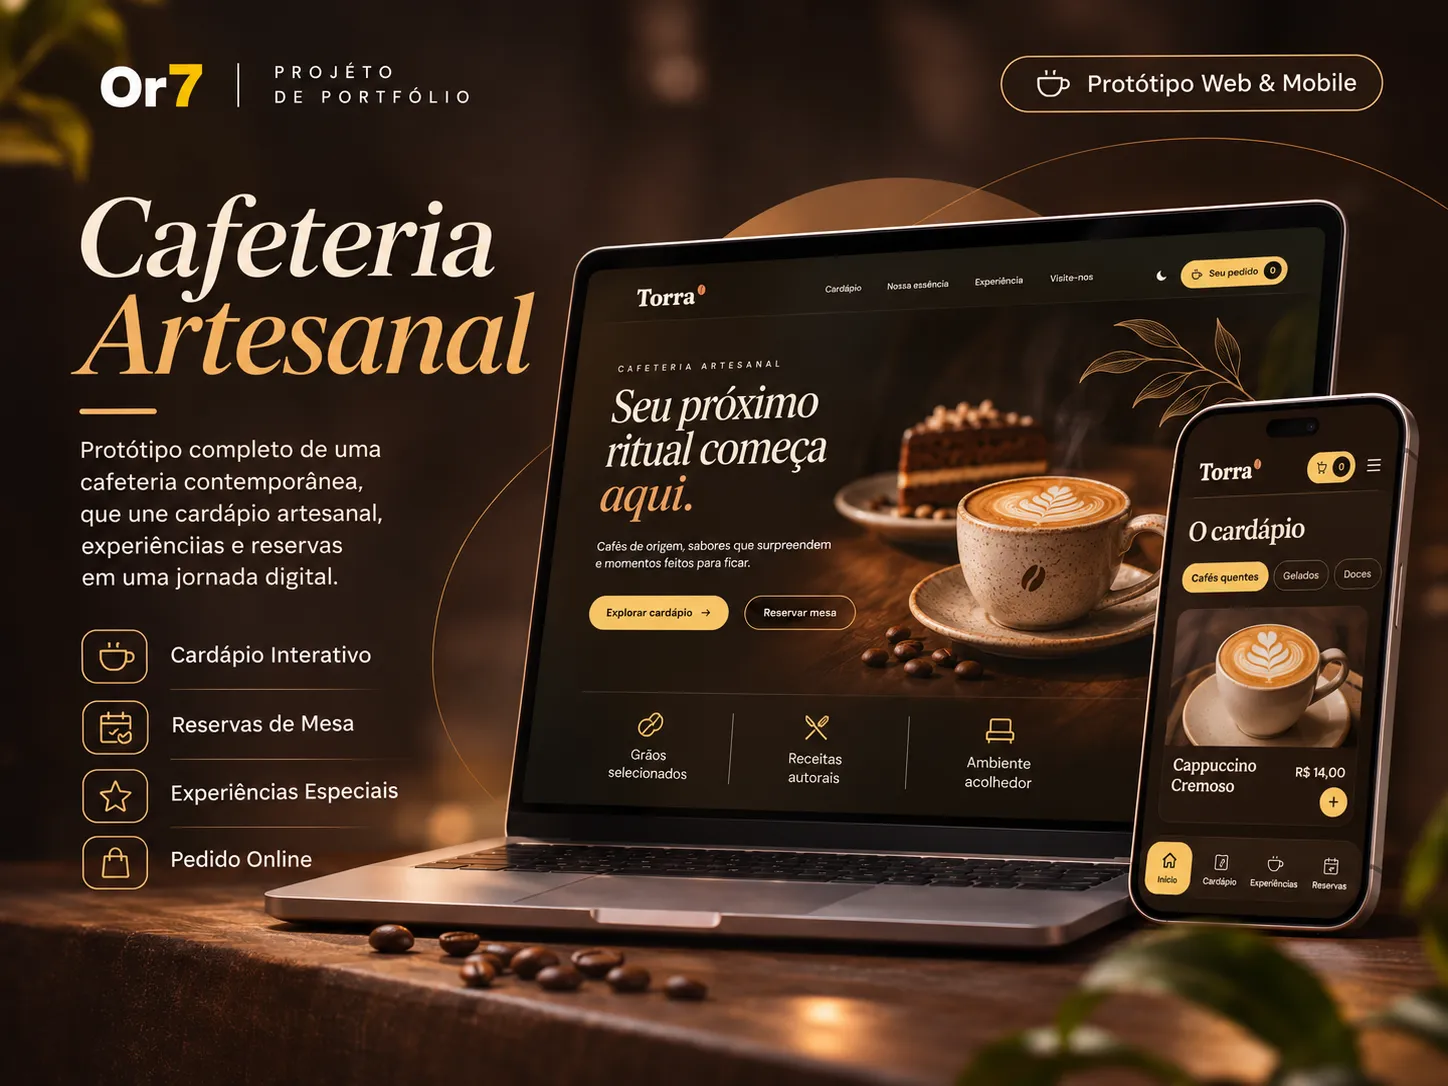 Or7
PROJÉTO
DE PORTFÓLIO
Protótipo Web & Mobile
Cafeteria
Artesanal
Protótipo completo de uma
cafeteria contemporânea,
que une cardápio artesanal,
experiênciias e reservas
em uma jornada digital.
Cardápio Interativo
Reservas de Mesa
Experiências Especiais
Pedido Online
Torra
Cardápio
Nossa essência
Experiência
Visite-nos
Seu pedido 0
CAFETERIA ARTESANAL
Seu próximo
ritual começa
aqui.
Cafés de origem, sabores que surpreendem
e momentos feitos para ficar.
Explorar cardápio →
Reservar mesa
Grãos
selecionados
Receitas
autorais
Ambiente
acolhedor
Torra
0
O cardápio
Cafés quentes
Gelados
Doces
Cappuccino
Cremoso
R$ 14,00
+
Início
Cardápio
Experiências
Reservas